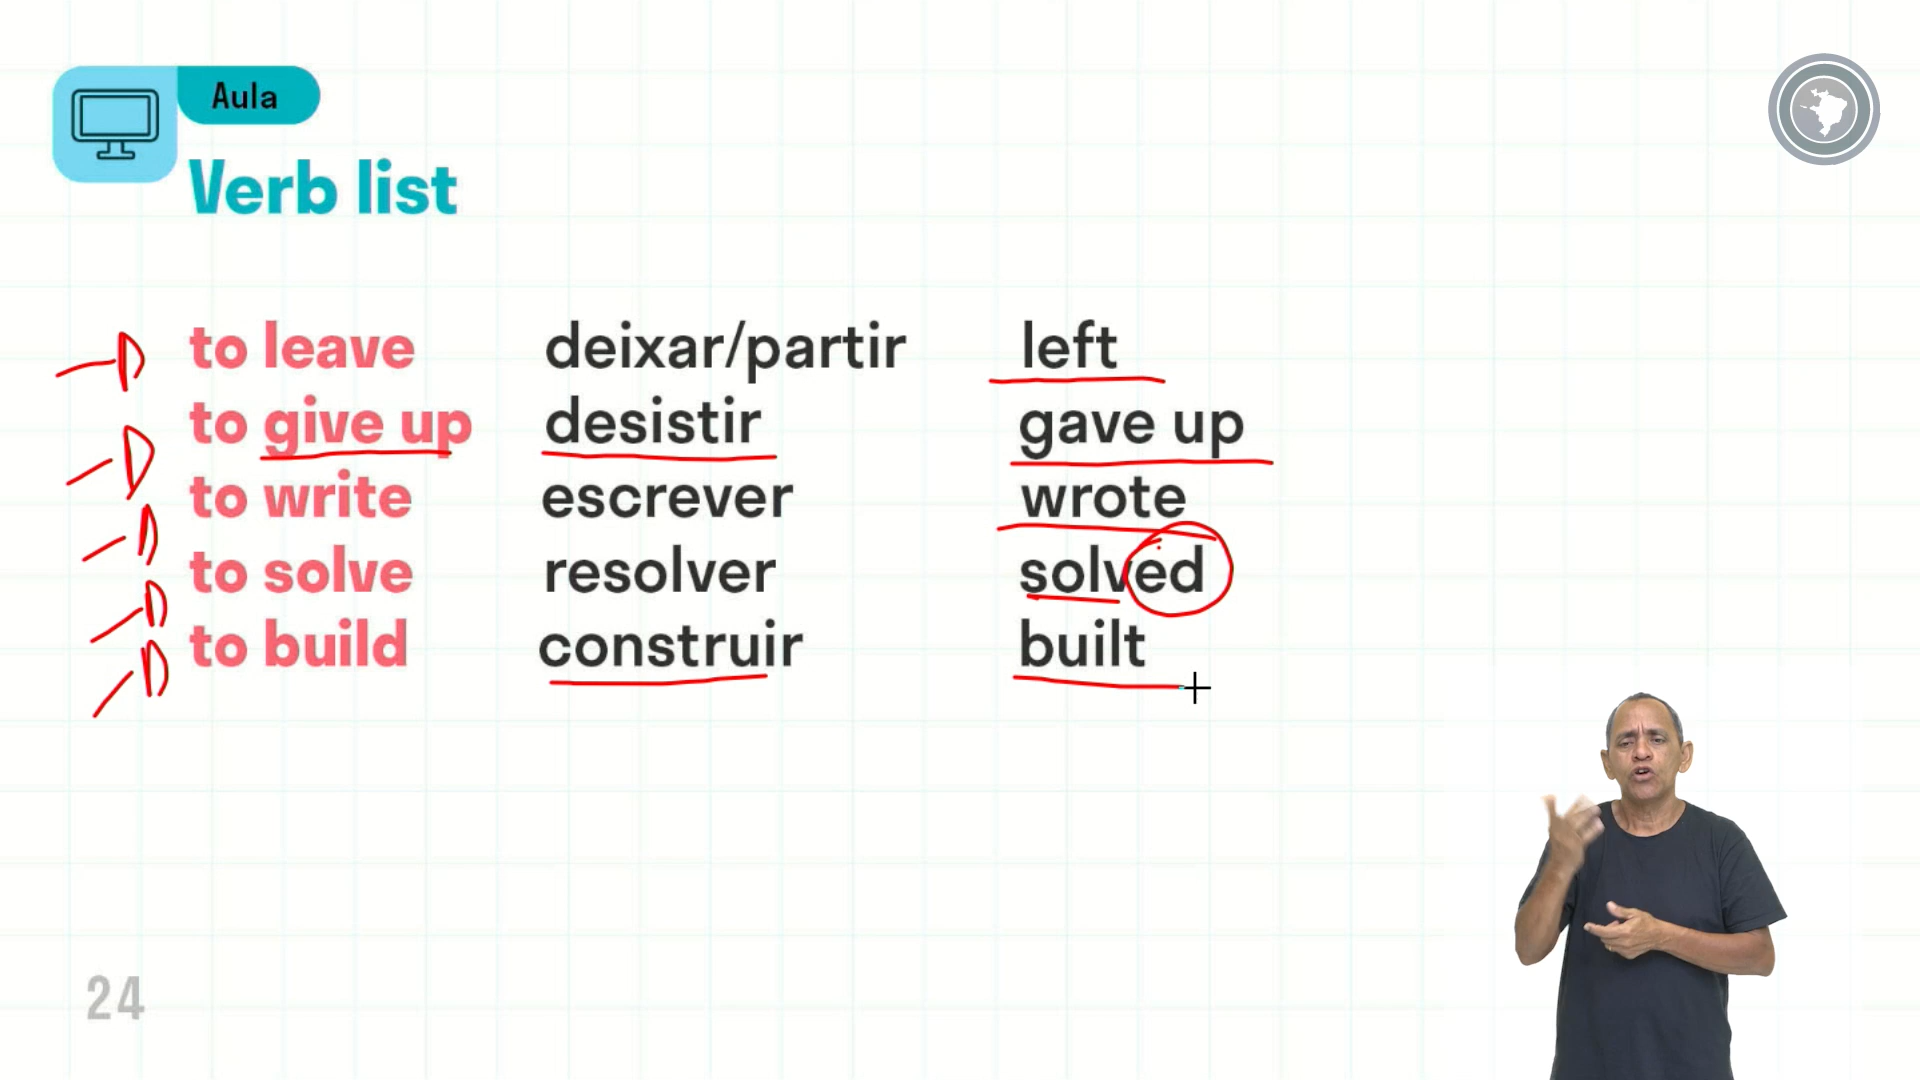 Aula
Verb list
to leave deixar/partir left
to give up desistir gave up
to write escrever wrote
to solve resolver solved
to build construir built
24